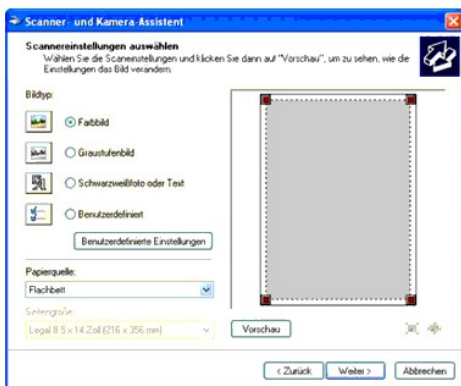 Scanner- und Kamera-Assistent
Scannereinstellungen auswählen
Wählen Sie die Scaneinstellungen und klicken Sie dann auf "Vorschau", um zu sehen, wie die
Einstellungen das Bild verändern.
Bildtyp:
Farbbild
Graustufenbild
Schwarzweißfoto oder Text
Benutzerdefiniert
Benutzerdefinierte Einstellungen
Papierquelle:
Flachbett
Seitengröße:
Legal 8.5 x 14 Zoll (216 x 356 mm)
Vorschau
< Zurück
Weiter >
Abbrechen